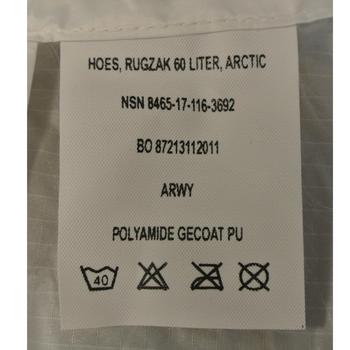 HOES, RUGZAK 60 LITER, ARCTIC
NSN 8465-17-116-3692
BO 87213112011
ARWY
POLYAMIDE GECOAT PU
40